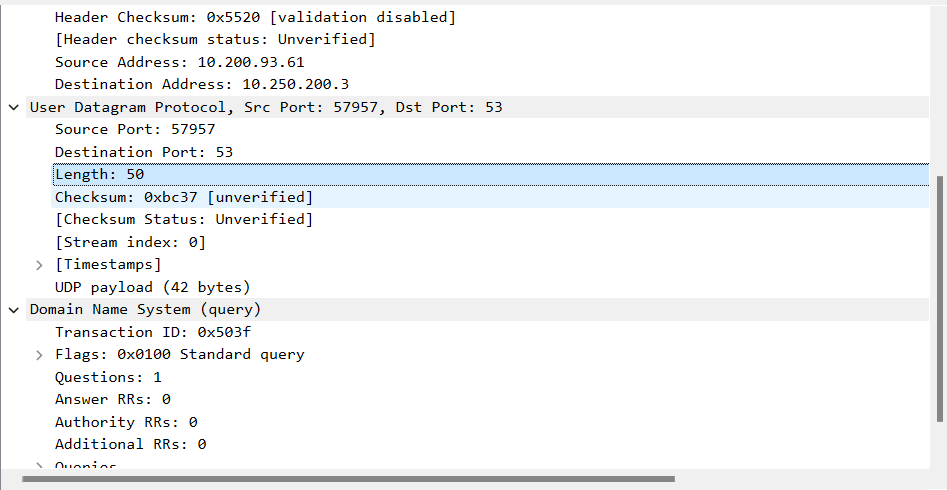 Header Checksum: 0x5520 [validation disabled]
[Header checksum status: Unverified]
Source Address: 10.200.93.61
Destination Address: 10.250.200.3
User Datagram Protocol, Src Port: 57957, Dst Port: 53
Source Port: 57957
Destination Port: 53
Length: 50
Checksum: 0xbc37 [unverified]
[Checksum Status: Unverified]
[Stream index: 0]
[Timestamps]
UDP payload (42 bytes)
Domain Name System (query)
Transaction ID: 0x503f
Flags: 0x0100 Standard query
Questions: 1
Answer RRs: 0
Authority RRs: 0
Additional RRs: 0
Queries